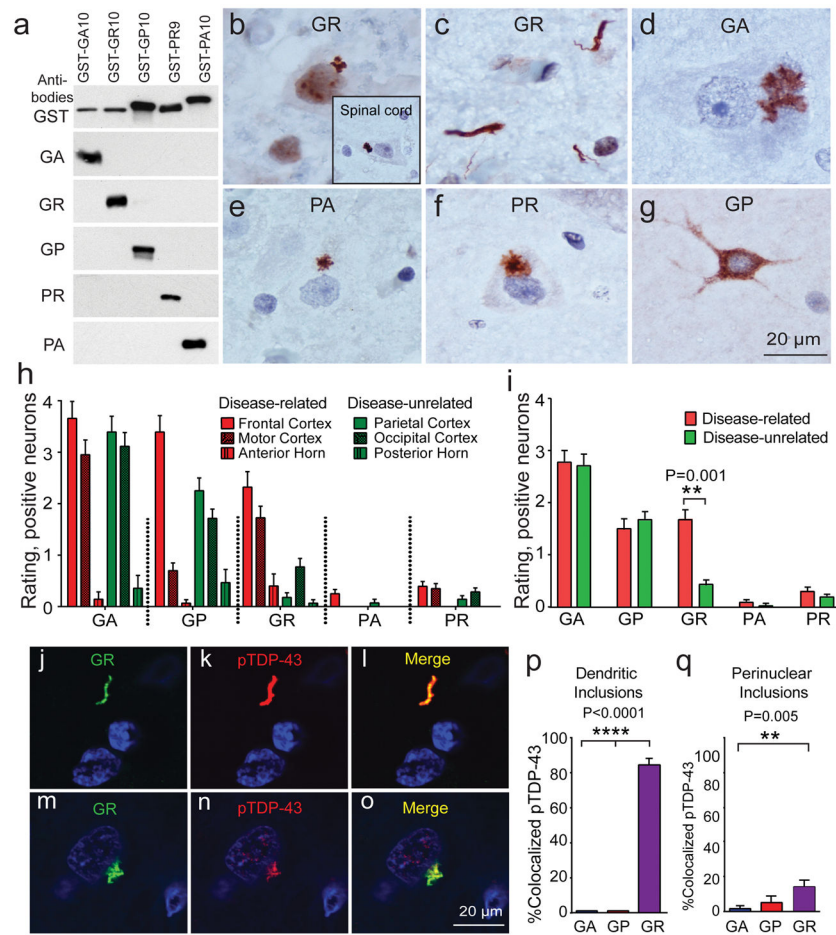 a
GST-GA10
GST-GR10
GST-GP10
GST-PR9
GST-PA10
Anti-
bodies
GST
GA
GR
GP
PR
PA
b
GR
Spinal cord
c
GR
d
GA
e
PA
f
PR
g
GP
20 µm
h
Rating, positive neurons
4
3
2
1
0
Disease-related
Frontal Cortex
Motor Cortex
Anterior Horn
Disease-unrelated
Parietal Cortex
Occipital Cortex
Posterior Horn
GA
GP
GR
PA
PR
i
Rating, positive neurons
4
3
2
1
0
Disease-related
Disease-unrelated
P=0.001
**
GA
GP
GR
PA
PR
j
GR
k
pTDP-43
l
Merge
m
GR
n
pTDP-43
o
Merge
20 µm
p
Dendritic
Inclusions
P<0.0001
****
%Colocalized pTDP-43
100
80
60
40
20
0
GA GP GR
q
Perinuclear
Inclusions
P=0.005
**
%Colocalized pTDP-43
100
80
60
40
20
0
GA GP GR